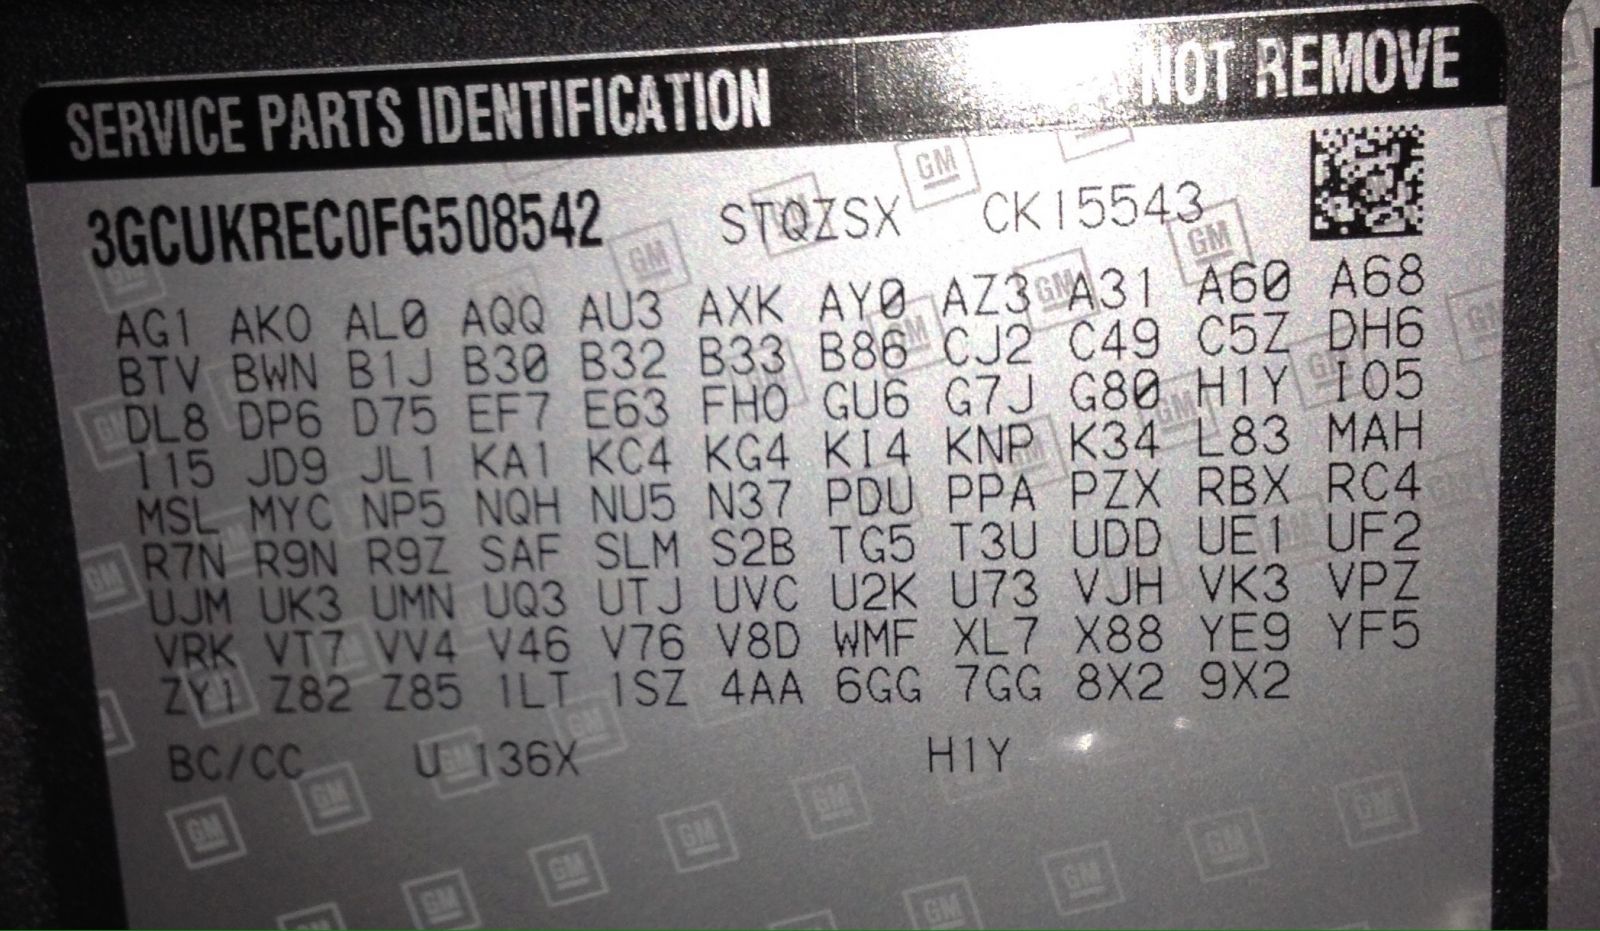 SERVICE PARTS IDENTIFICATION NOT REMOVE
3GCUKREC0FG508542 STQZSX CK15543
AG1 AK0 AL0 AQQ AU3 AXK AY0 AZ3 A31 A60 A68
BTV BWN B1J B30 B32 B33 B86 CJ2 C49 C5Z DH6
DL8 DP6 D75 EF7 E63 FHO GU6 G7J G80 H1Y I05
I15 JD9 JL1 KA1 KC4 KG4 KI4 KNP K34 L83 MAH
MSL MYC NP5 NQH NU5 N37 PDU PPA PZX RBX RC4
R7N R9N R9Z SAF SLM S2B TG5 T3U UDD UE1 UF2
UJM UK3 UMN UQ3 UTJ UVC U2K U73 VJH VK3 VPZ
VRK VT7 VV4 V46 V76 V8D WMF XL7 X88 YE9 YF5
ZY1 Z82 Z85 1LT 1SZ 4AA 6GG 7GG 8X2 9X2
BC/CC U 136X H1Y